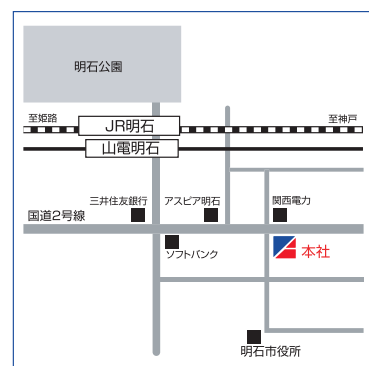 明石公園
至姫路
JR明石
至神戸
山電明石
三井住友銀行
アスピア明石
関西電力
国道2号線
ソフトバンク
本社
明石市役所